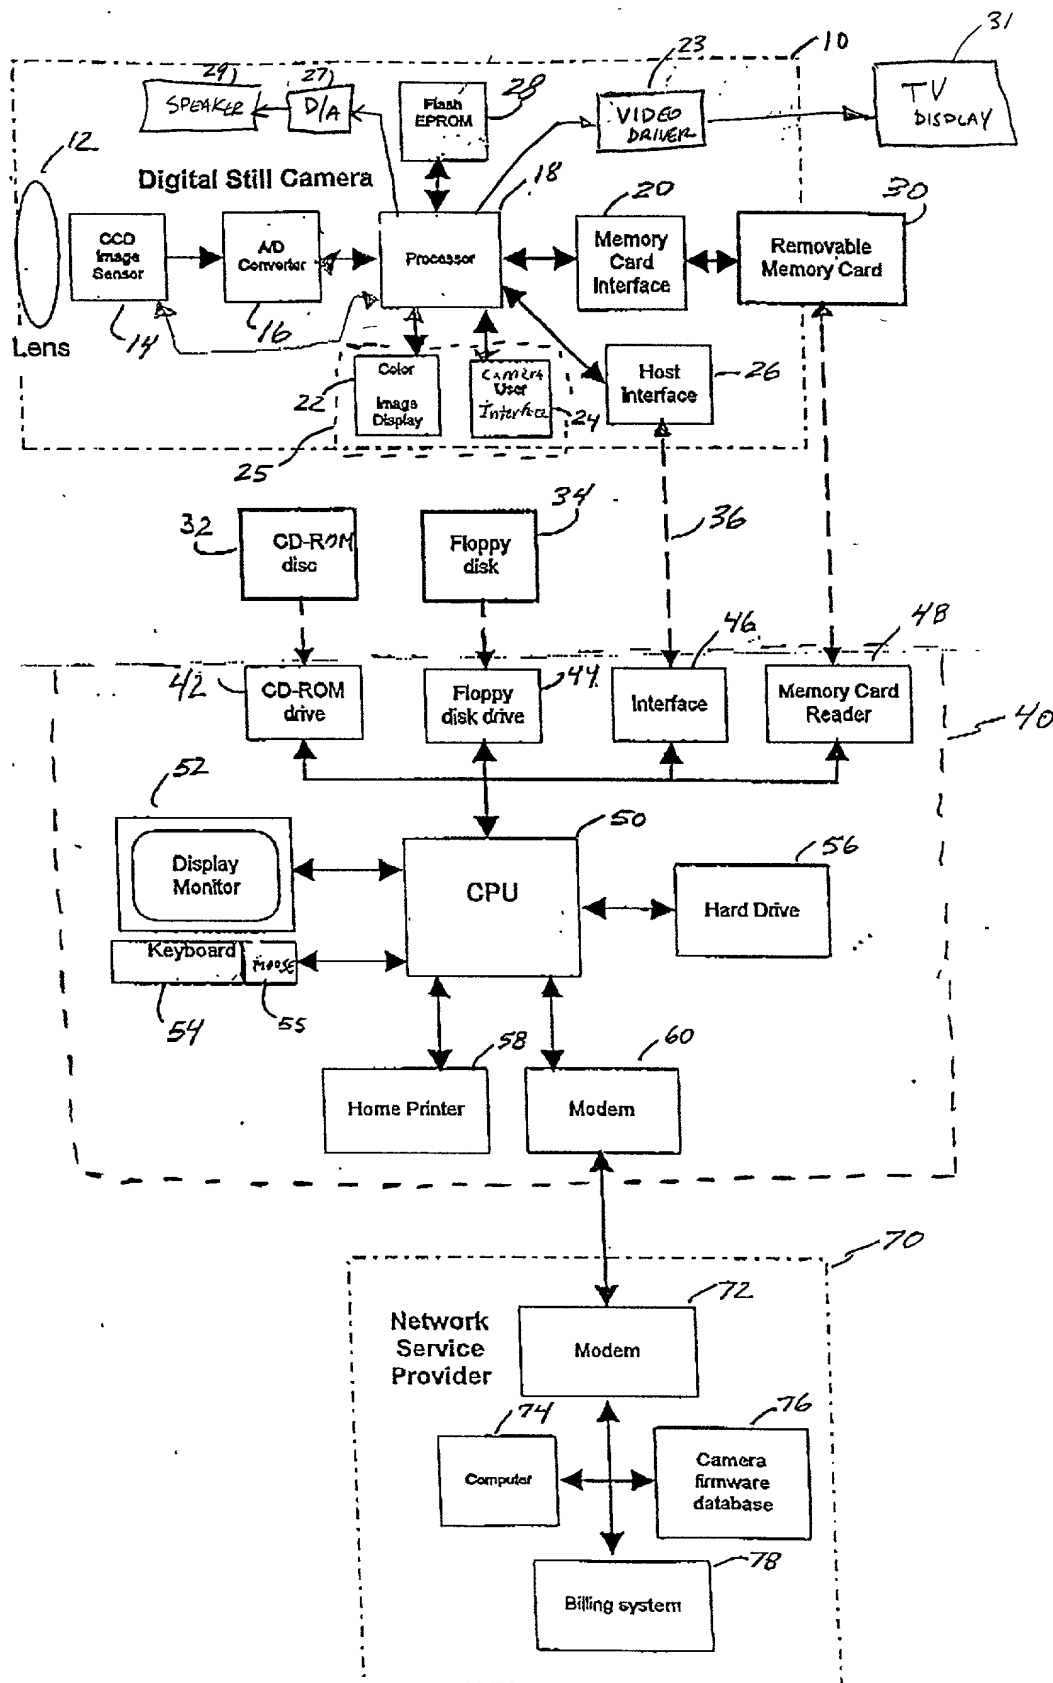 31
10
23
29
27
28
SPEAKER
D/A
Flash
EPROM
VIDEO
DRIVER
TV
DISPLAY
12
Digital Still Camera
18
20
30
CCD
Image
Sensor
A/D
Converter
Processor
Memory
Card
Interface
Removable
Memory Card
14
16
Lens
22
Color
Image
Display
Camera
User
Interface
24
Host
Interface
26
25
32
CD-ROM
disc
34
Floppy
disk
36
46
48
42
CD-ROM
drive
Floppy
disk drive
44
Interface
Memory Card
Reader
40
52
50
56
Display
Monitor
CPU
Hard Drive
Keyboard
MOUSE
54
55
58
60
Home Printer
Modem
70
72
Network
Service
Provider
Modem
74
76
Computer
Camera
firmware
database
78
Billing system